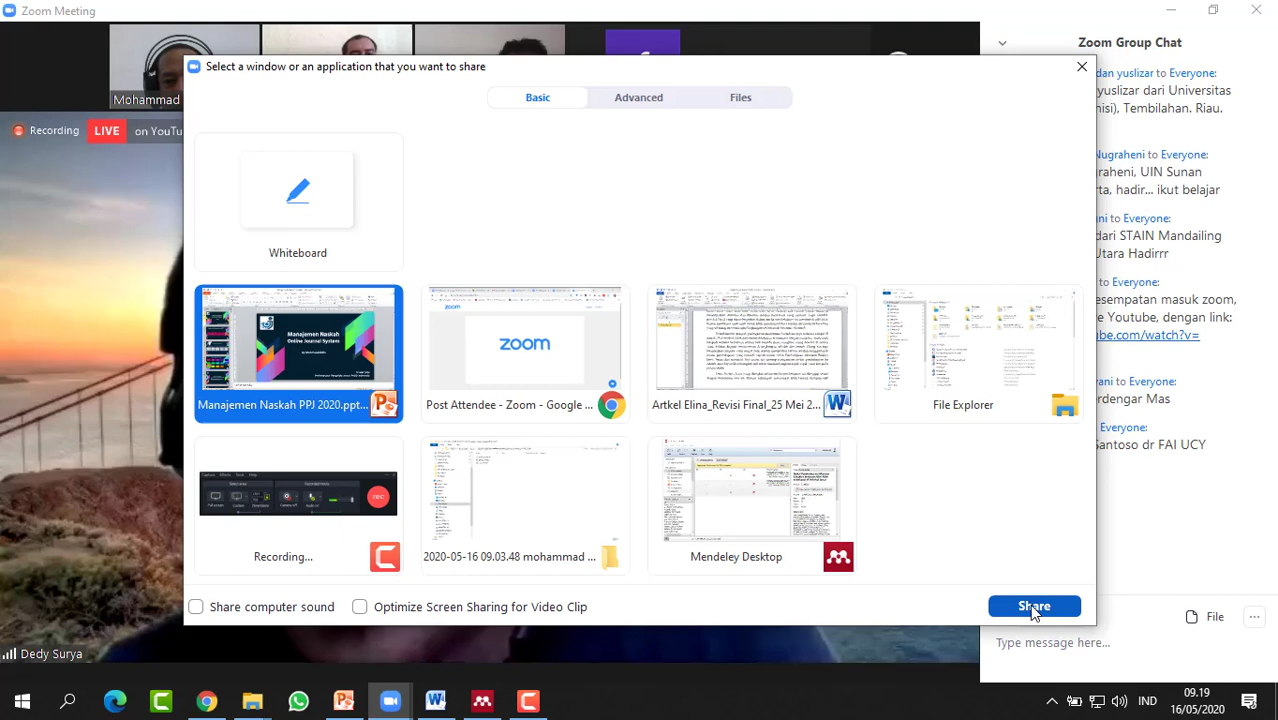 Zoom Meeting
Zoom Group Chat
Select a window or an application that you want to share
Basic
Advanced
Files
Mohammad
Recording
LIVE
on YouTu
Whiteboard
Manajemen Naskah
Online Journal System
Manajemen Naskah PPJ 2020.ppt...
zoom
Post Attendee - Zoom - Google ...
Artkel Elina_Revisi Final_25 Mei 2...
File Explorer
Recording...
2020-05-16 09.03.48 mohammad ...
Mendeley Desktop
Share computer sound
Optimize Screen Sharing for Video Clip
Share
dan yuslizar to Everyone:
yuslizar dari Universitas
nisi), Tembilahan. Riau.
Nugraheni to Everyone:
raheni, UIN Sunan
rta, hadir... ikut belajar
ni to Everyone:
dari STAIN Mandailing
Utara Hadirrr
to Everyone:
esempatan masuk zoom,
e Youtube, dengan link:
ube.com/watch?v=
vani to Everyone:
erdengar Mas
to Everyone:
Santoso dr FAI UCY
File
Type message here...
Dedy Surya
IND
09.19
16/05/2020